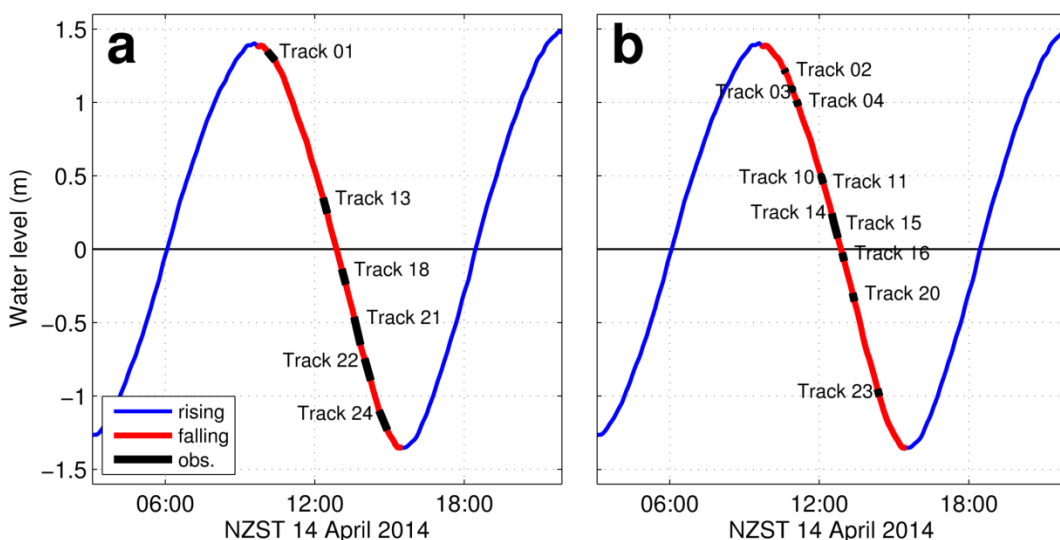 a
Track 01
Track 13
Track 18
Track 21
Track 22
Track 24
1.5
1
0.5
0
−0.5
−1
−1.5
Water level (m)
rising
falling
obs.
06:00
12:00
18:00
NZST 14 April 2014
b
Track 02
Track 03
Track 04
Track 10
Track 11
Track 14
Track 15
Track 16
Track 20
Track 23
06:00
12:00
18:00
NZST 14 April 2014